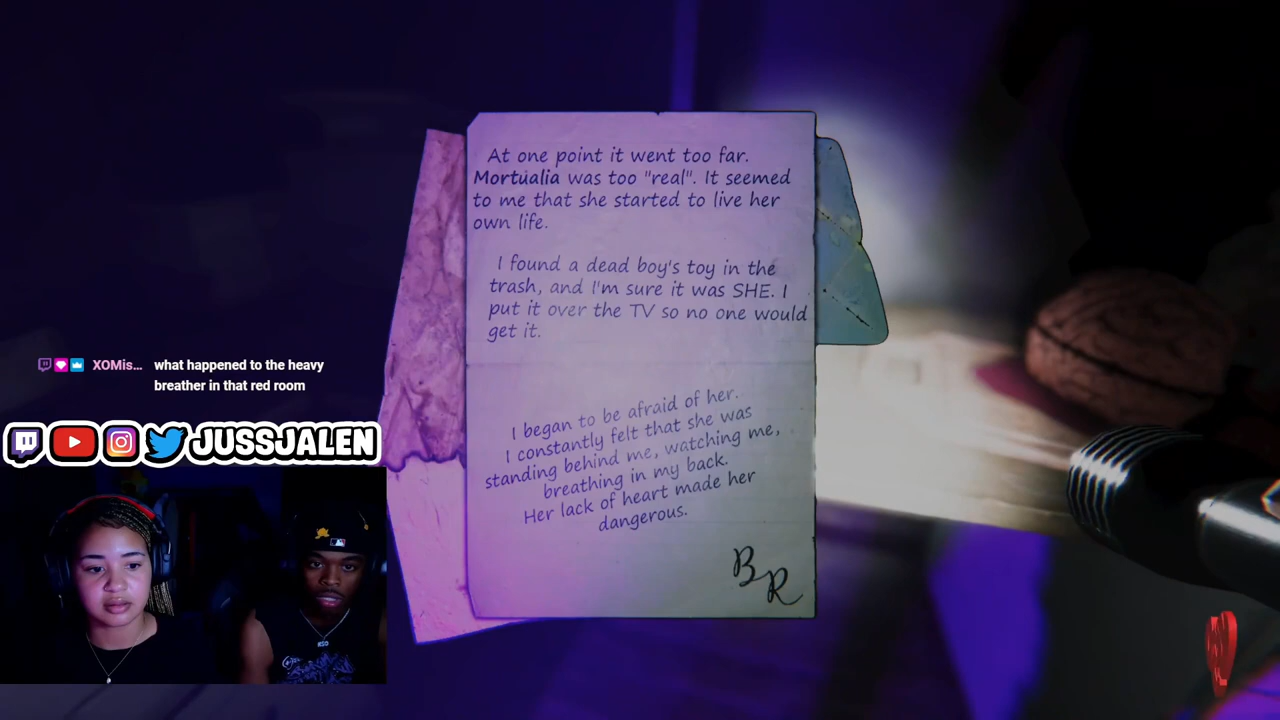 At one point it went too far.
Mortualia was too "real". It seemed
to me that she started to live her
own life.
I found a dead boy's toy in the
trash, and I'm sure it was SHE. I
put it over the TV so no one would
get it.
I began to be afraid of her.
I constantly felt that she was
standing behind me, watching me,
breathing in my back.
Her lack of heart made her
dangerous.
BR
XOMis... what happened to the heavy
breather in that red room
JUSSJALEN